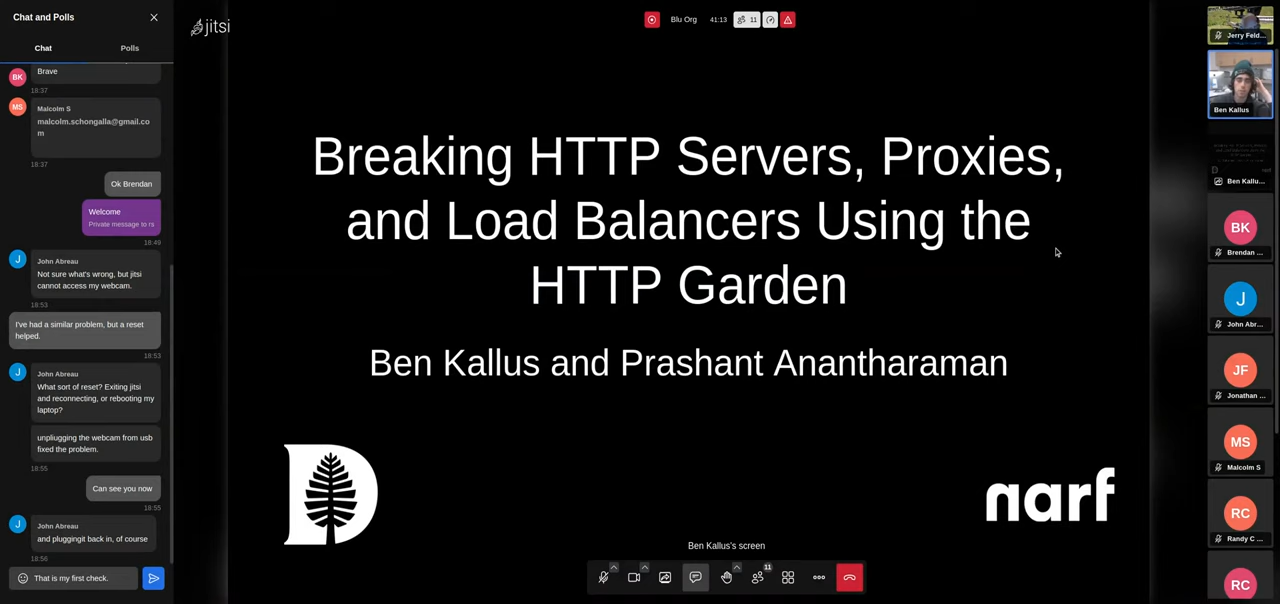 Chat and Polls
Chat
Polls
BK
Brave
18:37
MS
Malcolm S
malcolm.schongalla@gmail.co
m
18:37
Ok Brendan
Welcome
Private message to rs
18:49
J
John Abreau
Not sure what's wrong, but jitsi
cannot access my webcam.
18:53
I've had a similar problem, but a reset
helped.
18:53
J
John Abreau
What sort of reset? Exiting jitsi
and reconnecting, or rebooting my
laptop?
unpliugging the webcam from usb
fixed the problem.
18:55
Can see you now
18:55
J
John Abreau
and pluggingit back in, of course
18:56
That is my first check.
jitsi
Blu Org
41:13
11
Breaking HTTP Servers, Proxies,
and Load Balancers Using the
HTTP Garden
Ben Kallus and Prashant Anantharaman
D
narf
Ben Kallus's screen
11
Jerry Feld...
Ben Kallus
Ben Kallu...
BK
Brendan ...
J
John Abr...
JF
Jonathan ...
MS
Malcolm S
RC
Randy C ...
RC